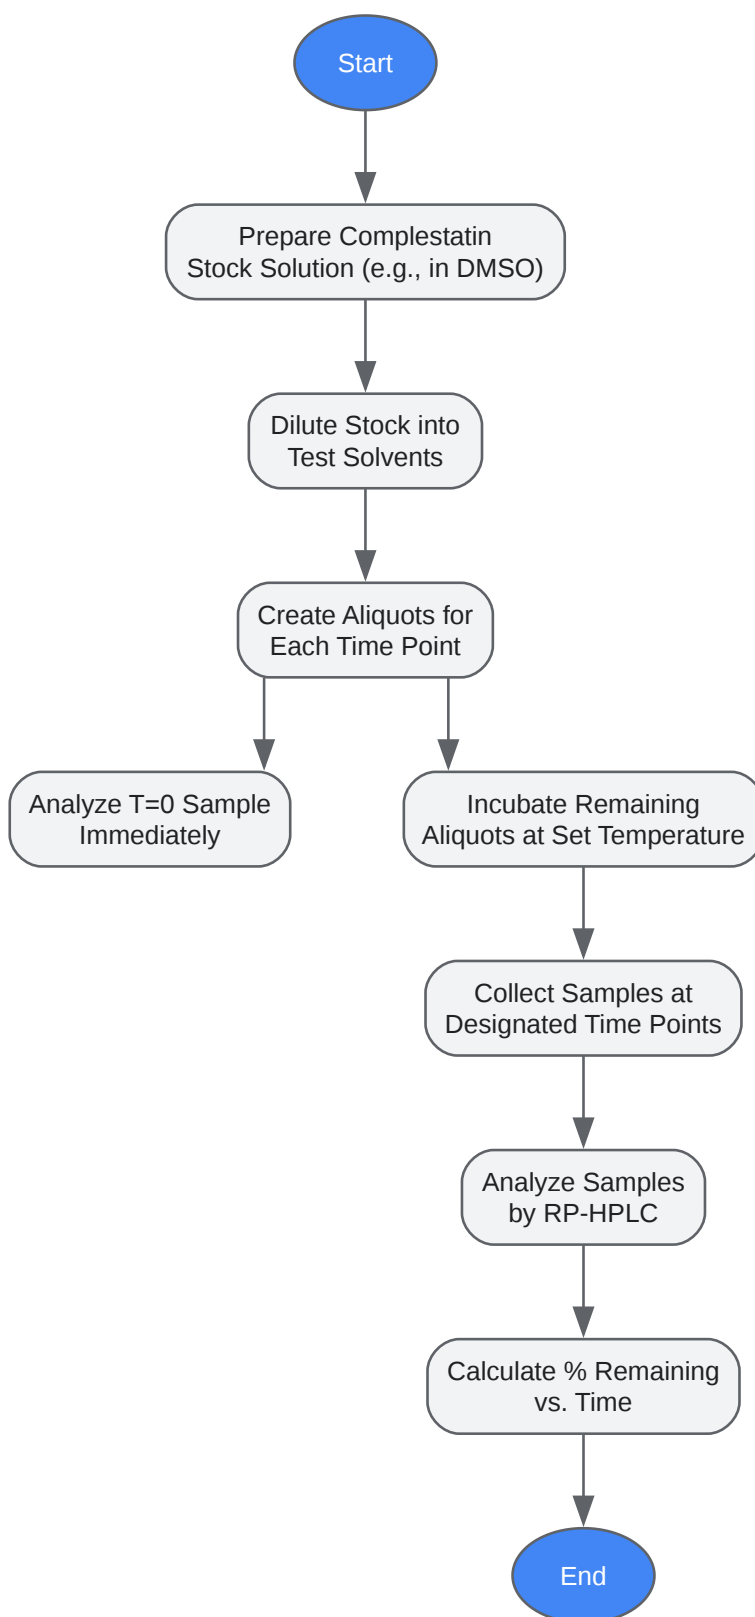 Start
Prepare Complestatin
Stock Solution (e.g., in DMSO)
Dilute Stock into
Test Solvents
Create Aliquots for
Each Time Point
Analyze T=0 Sample
Immediately
Incubate Remaining
Aliquots at Set Temperature
Collect Samples at
Designated Time Points
Analyze Samples
by RP-HPLC
Calculate % Remaining
vs. Time
End